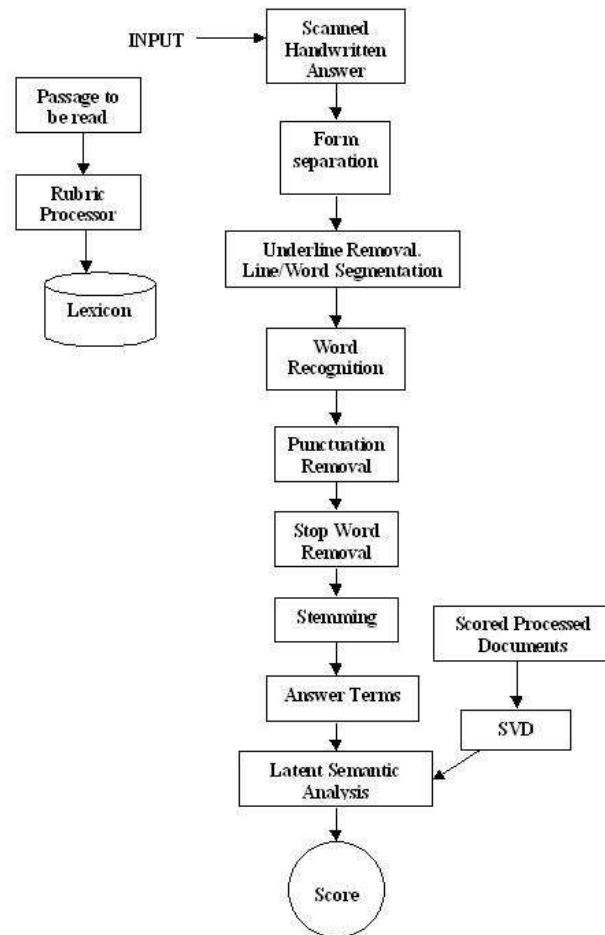 INPUT
Scanned
Handwritten
Answer
Passage to
be read
Form
separation
Rubric
Processor
Underline Removal.
Line/Word Segmentation
Lexicon
Word
Recognition
Punctuation
Removal
Stop Word
Removal
Stemming
Scored Processed
Documents
Answer Terms
SVD
Latent Semantic
Analysis
Score